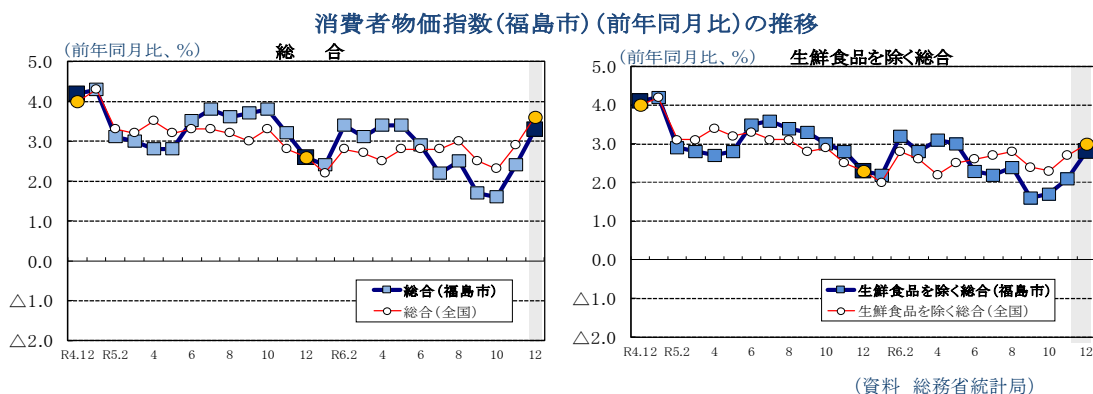 消費者物価指数(福島市)(前年同月比)の推移
(前年同月比、%)
総 合
5.0
4.0
3.0
2.0
1.0
0.0
△1.0
△2.0
総合(福島市)
総合(全国)
R4.12 R5.2 4 6 8 10 12 R6.2 4 6 8 10 12
(前年同月比、%)
生鮮食品を除く総合
5.0
4.0
3.0
2.0
1.0
0.0
△1.0
△2.0
生鮮食品を除く総合(福島市)
生鮮食品を除く総合(全国)
R4.12 R5.2 4 6 8 10 12 R6.2 4 6 8 10 12
(資料 総務省統計局)